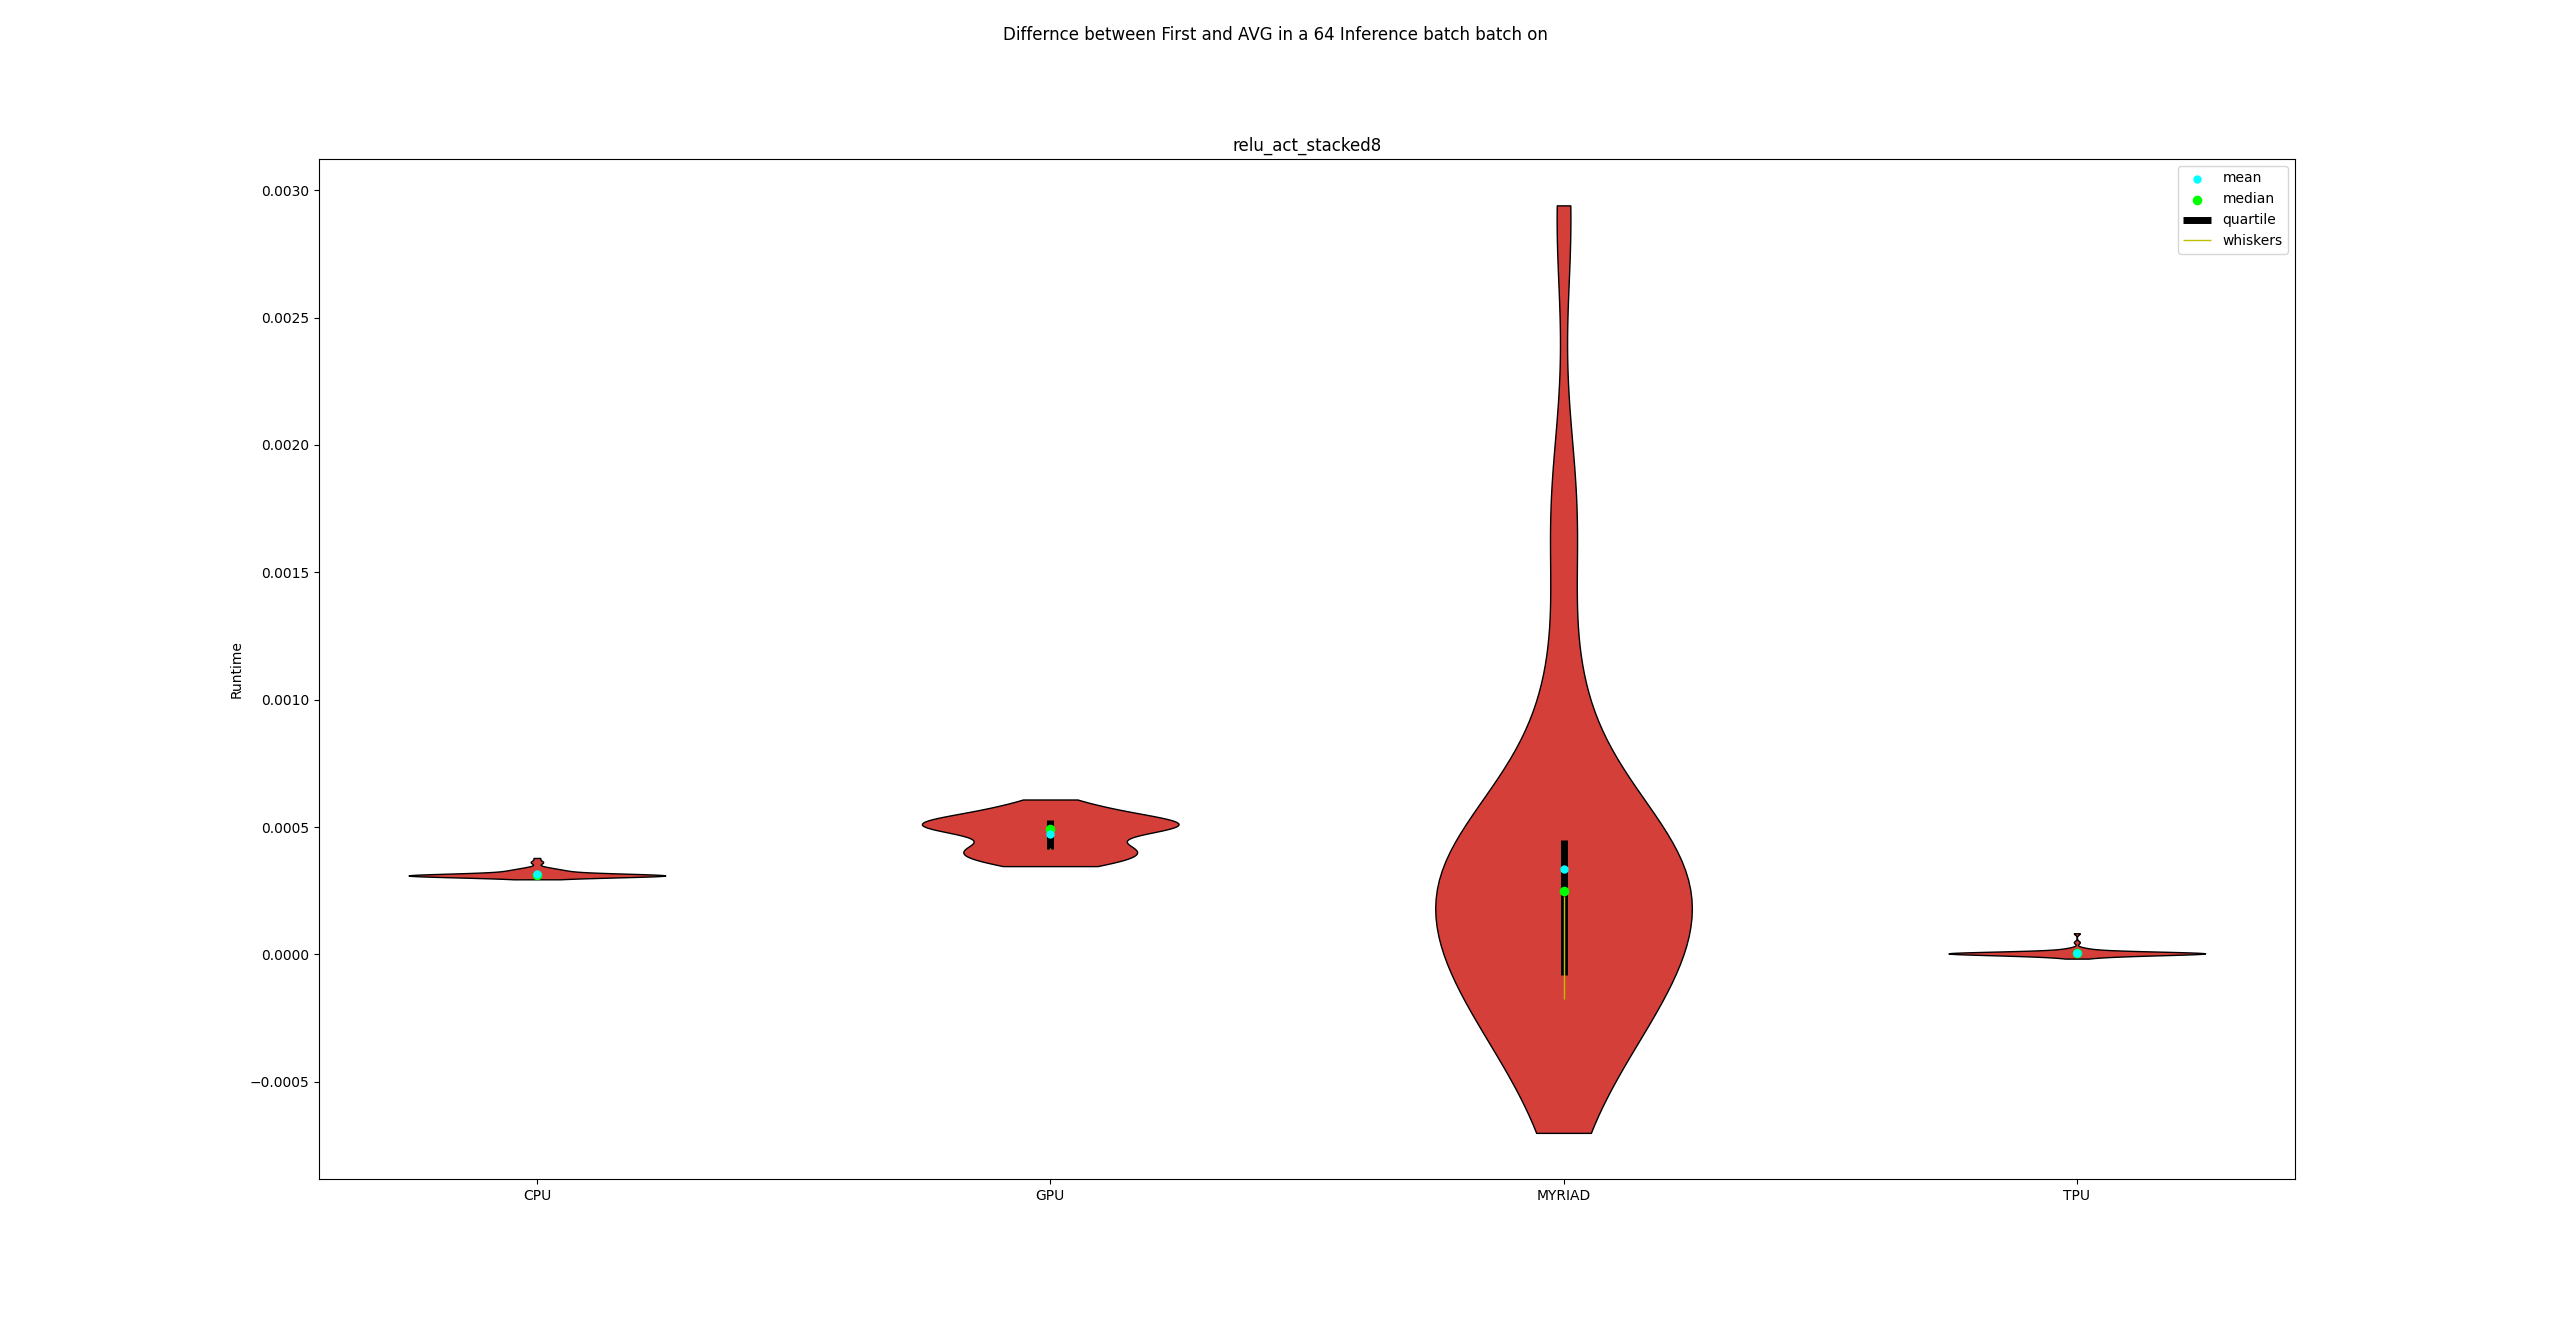 Differnce between First and AVG in a 64 Inference batch batch on
relu_act_stacked8
mean
median
quartile
whiskers
Runtime
0.0030
0.0025
0.0020
0.0015
0.0010
0.0005
0.0000
−0.0005
CPU
GPU
MYRIAD
TPU